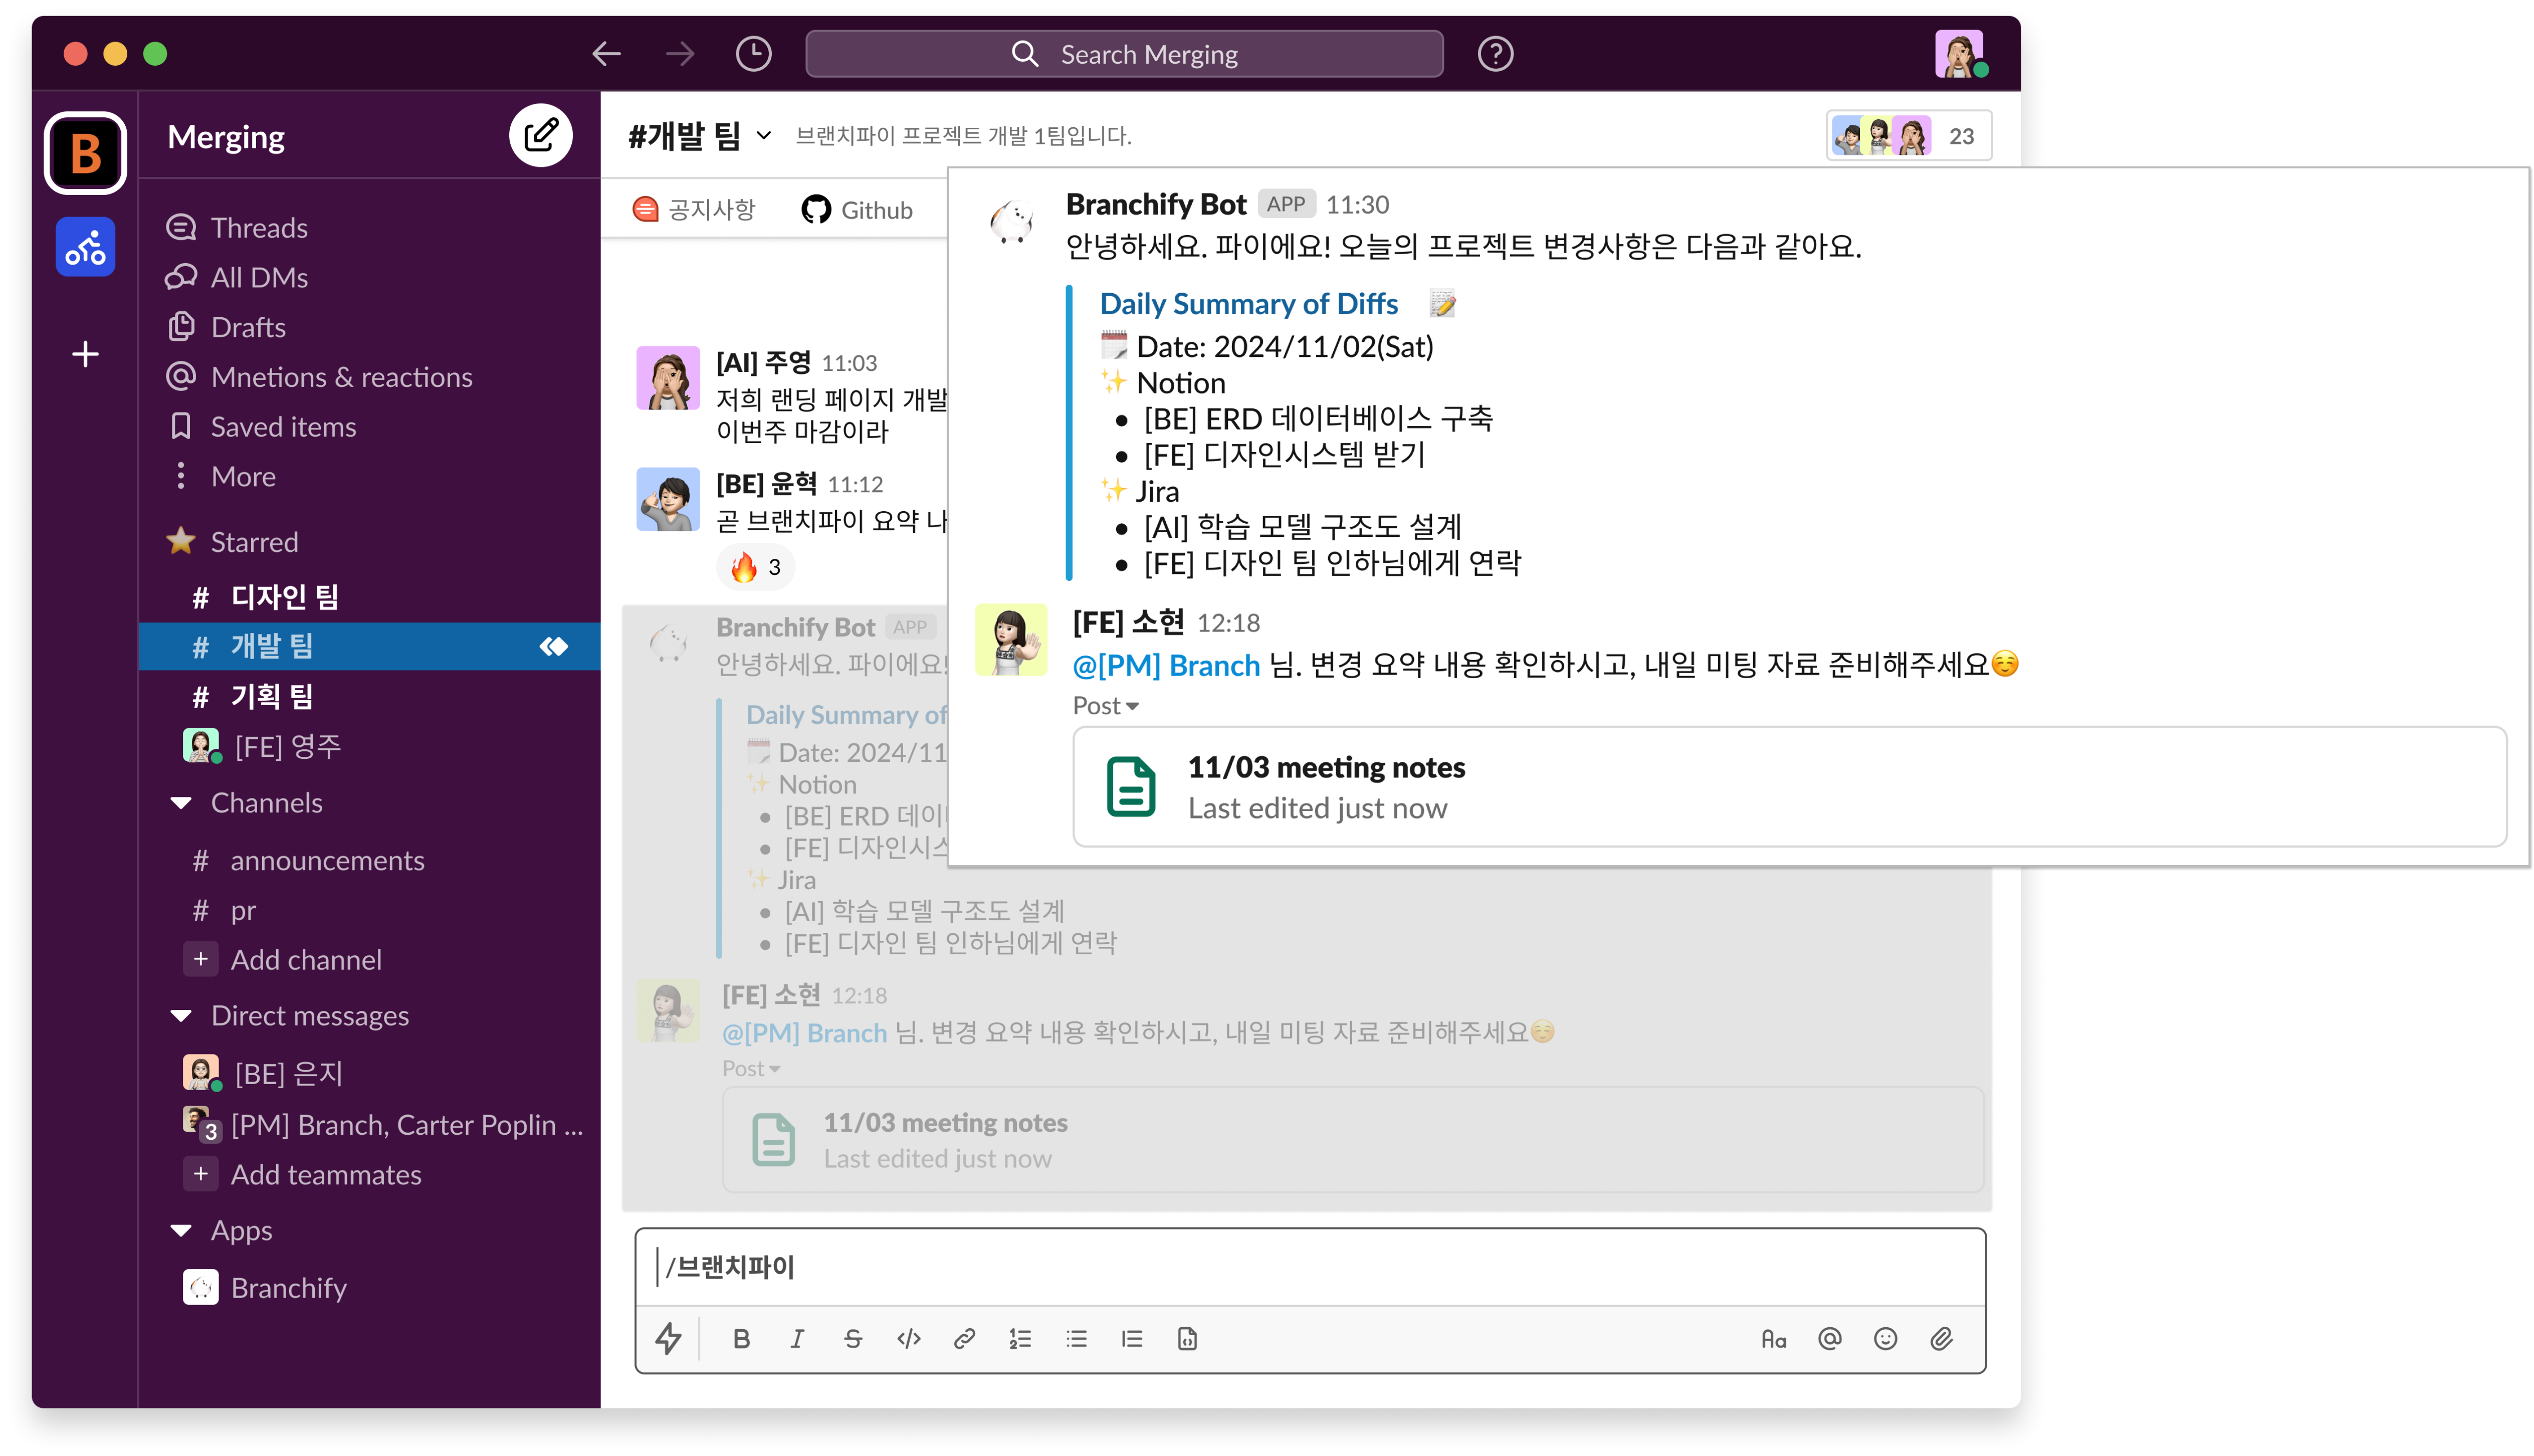 Search Merging
B
Merging
Threads
All DMs
Drafts
Mnetions & reactions
Saved items
More
Starred
# 디자인 팀
# 개발 팀
# 기획 팀
[FE] 영주
Channels
# announcements
# pr
+ Add channel
Direct messages
[BE] 은지
3 [PM] Branch, Carter Poplin ...
+ Add teammates
Apps
Branchify
#개발 팀 브랜치파이 프로젝트 개발 1팀입니다.
23
공지사항 Github
[AI] 주영 11:03
저희 랜딩 페이지 개발
이번주 마감이라
[BE] 윤혁 11:12
곧 브랜치파이 요약 나
3
Branchify Bot APP
안녕하세요. 파이에요!
Daily Summary of
Date: 2024/11
Notion
• [BE] ERD 데이
• [FE] 디자인시스
Jira
• [AI] 학습 모델 구조도 설계
• [FE] 디자인 팀 인하님에게 연락
[FE] 소현 12:18
@[PM] Branch 님. 변경 요약 내용 확인하시고, 내일 미팅 자료 준비해주세요☺️
Post
11/03 meeting notes
Last edited just now
Branchify Bot APP 11:30
안녕하세요. 파이에요! 오늘의 프로젝트 변경사항은 다음과 같아요.
Daily Summary of Diffs
Date: 2024/11/02(Sat)
Notion
• [BE] ERD 데이터베이스 구축
• [FE] 디자인시스템 받기
Jira
• [AI] 학습 모델 구조도 설계
• [FE] 디자인 팀 인하님에게 연락
[FE] 소현 12:18
@[PM] Branch 님. 변경 요약 내용 확인하시고, 내일 미팅 자료 준비해주세요☺️
Post
11/03 meeting notes
Last edited just now
/브랜치파이
B I S </> Aa @